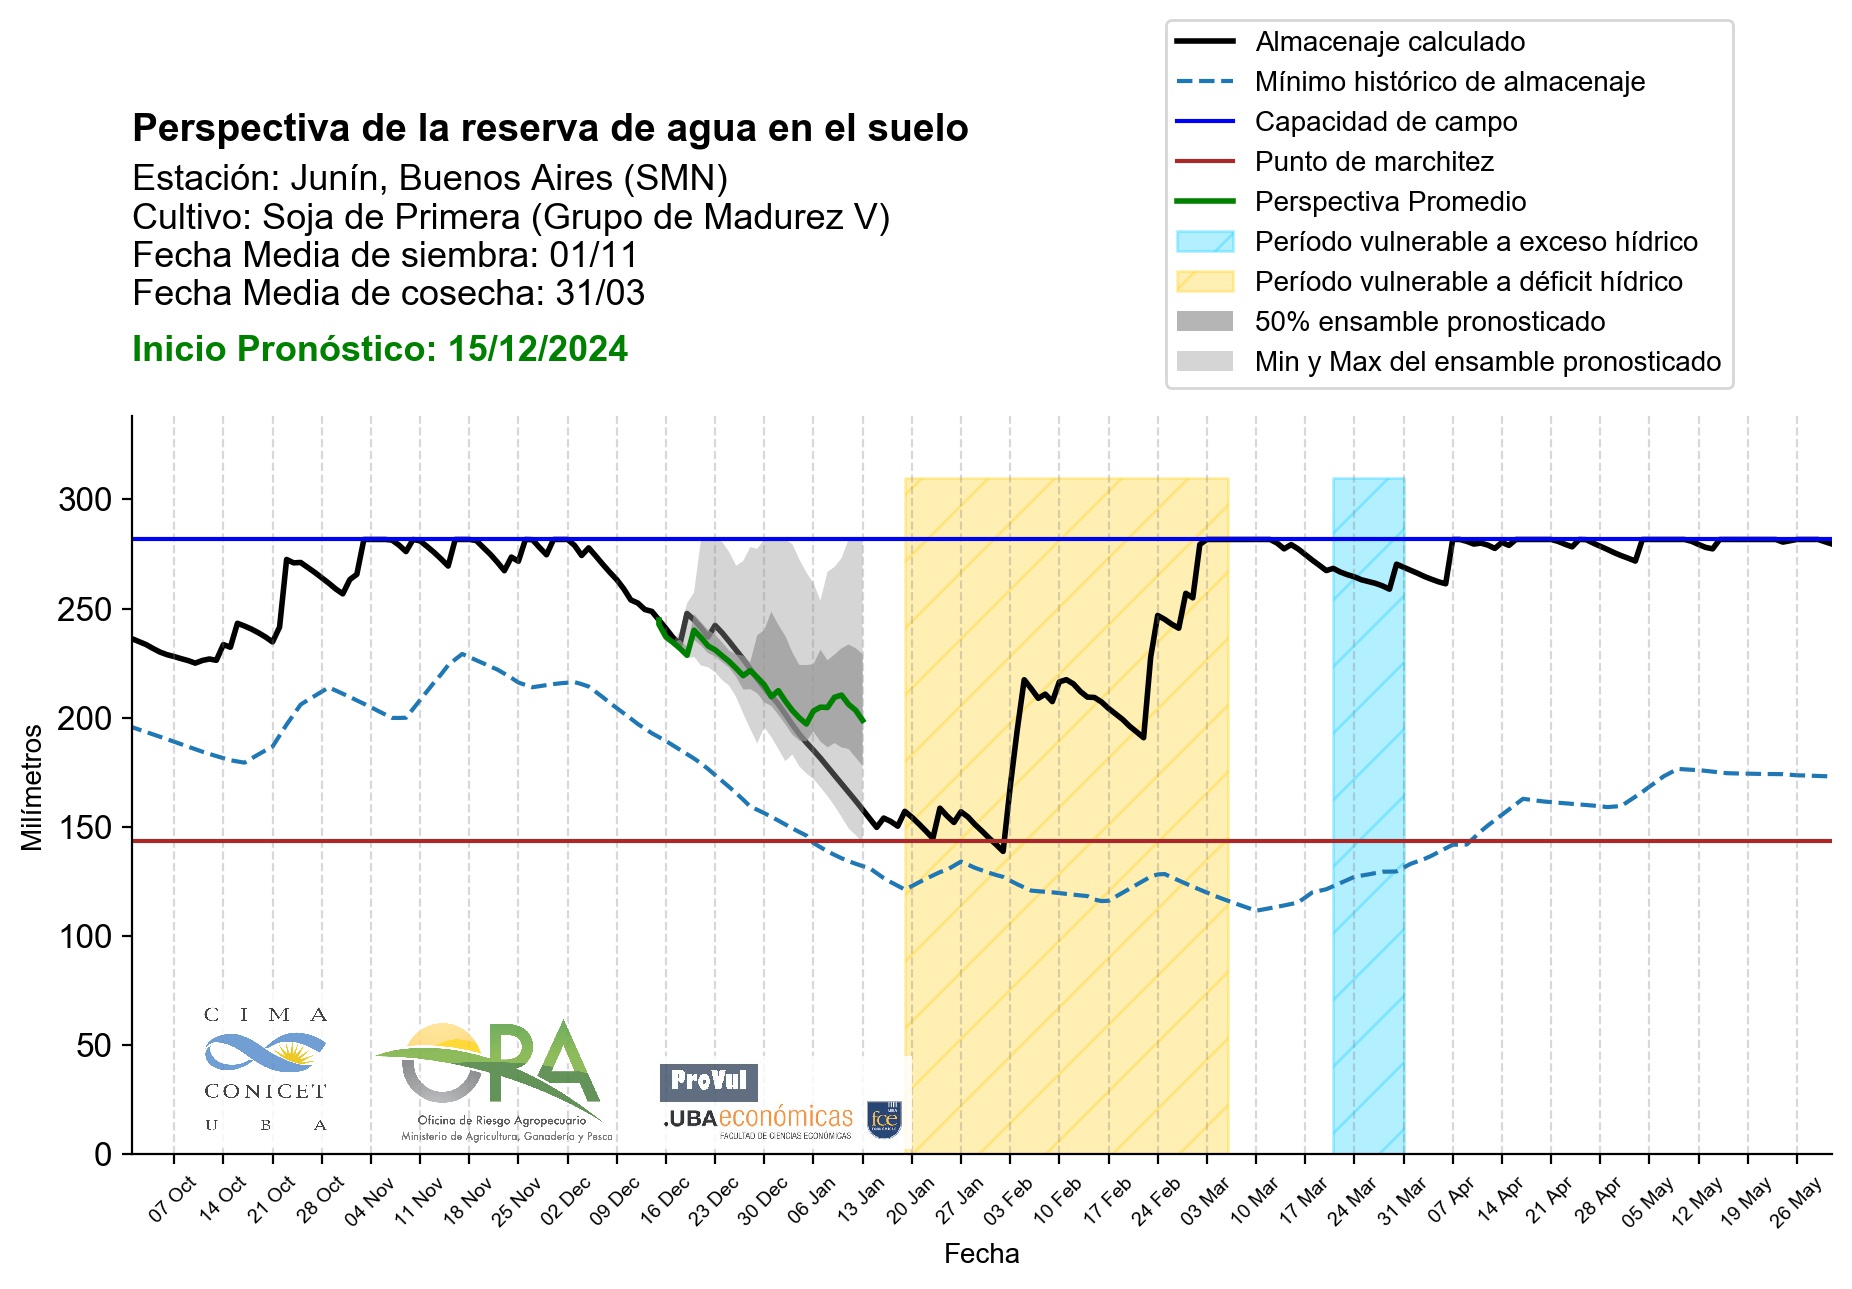 Almacenaje calculado
Mínimo histórico de almacenaje
Capacidad de campo
Punto de marchitez
Perspectiva Promedio
Período vulnerable a exceso hídrico
Período vulnerable a déficit hídrico
50% ensamble pronosticado
Min y Max del ensamble pronosticado
Perspectiva de la reserva de agua en el suelo
Estación: Junín, Buenos Aires (SMN)
Cultivo: Soja de Primera (Grupo de Madurez V)
Fecha Media de siembra: 01/11
Fecha Media de cosecha: 31/03
Inicio Pronóstico: 15/12/2024
Milímetros
300
250
200
150
100
50
0
CIMA
CONICET
UBA
ORA
Oficina de Riesgo Agropecuario
Ministerio de Agricultura, Ganadería y Pesca
ProVul
.UBAeconómicas
FACULTAD DE CIENCIAS ECONÓMICAS
fce
07 Oct
14 Oct
21 Oct
28 Oct
04 Nov
11 Nov
18 Nov
25 Nov
02 Dec
09 Dec
16 Dec
23 Dec
30 Dec
06 Jan
13 Jan
20 Jan
27 Jan
03 Feb
10 Feb
17 Feb
24 Feb
03 Mar
10 Mar
17 Mar
24 Mar
31 Mar
07 Apr
14 Apr
21 Apr
28 Apr
05 May
12 May
19 May
26 May
Fecha